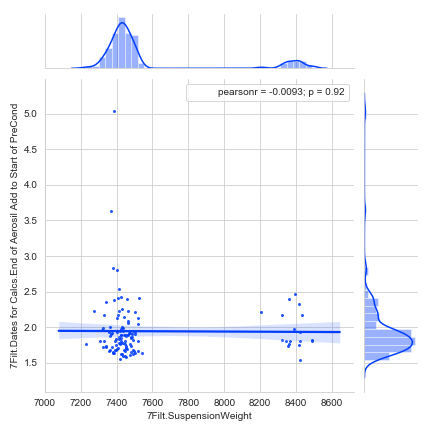 pearsonr = -0.0093; p = 0.92
7Filt.Dates for Calcs.End of Aerosil Add to Start of PreCond
5.0
4.5
4.0
3.5
3.0
2.5
2.0
1.5
7000 7200 7400 7600 7800 8000 8200 8400 8600
7Filt.SuspensionWeight